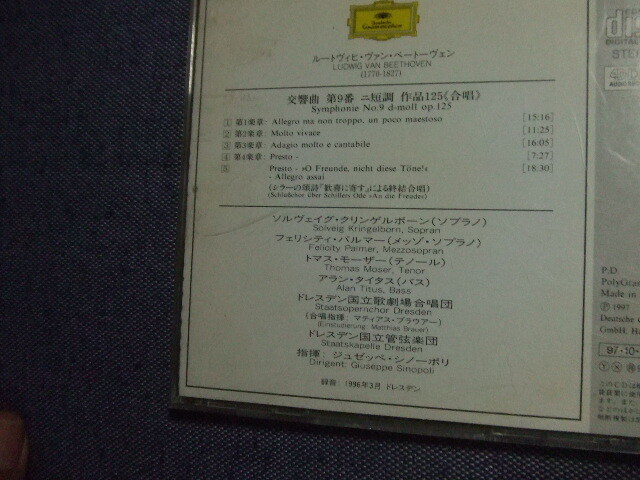 Deutsche
Grammophon
ルートヴィヒ・ヴァン・ベートーヴェン
LUDWIG VAN BEETHOVEN
(1770-1827)
交響曲 第9番 ニ短調 作品125《合唱》
Symphonie No.9 d-moll op.125
1 第1楽章: Allegro ma non troppo, un poco maestoso [15:16]
2 第2楽章: Molto vivace [11:25]
3 第3楽章: Adagio molto e cantabile [16:05]
4 第4楽章: Presto - [7:27]
5 Presto - »O Freunde, nicht diese Töne!« [18:30]
- Allegro assai
(シラーの頌詩「歓喜に寄す」による終結合唱)
(Schlußchor über Schillers Ode »An die Freude«)
ソルヴェイグ・クリンゲルボーン(ソプラノ)
Solveig Kringelborn, Sopran
フェリシティ・パルマー(メッゾ・ソプラノ)
Felicity Palmer, Mezzosopran
トマス・モーザー(テノール)
Thomas Moser, Tenor
アラン・タイタス(バス)
Alan Titus, Bass
ドレスデン国立歌劇場合唱団
Staatsopernchor Dresden
(合唱指揮: マティアス・ブラウアー)
(Einstudierung: Matthias Brauer)
ドレスデン国立管弦楽団
Staatskapelle Dresden
指揮: ジュゼッペ・シノーポリ
Dirigent: Giuseppe Sinopoli
録音: 1996年3月 ドレスデン
DIGITAL
STE
P.D.
PolyGra
Made in
Ⓟ 1997
Deutsche
GmbH, Ha
97・10・